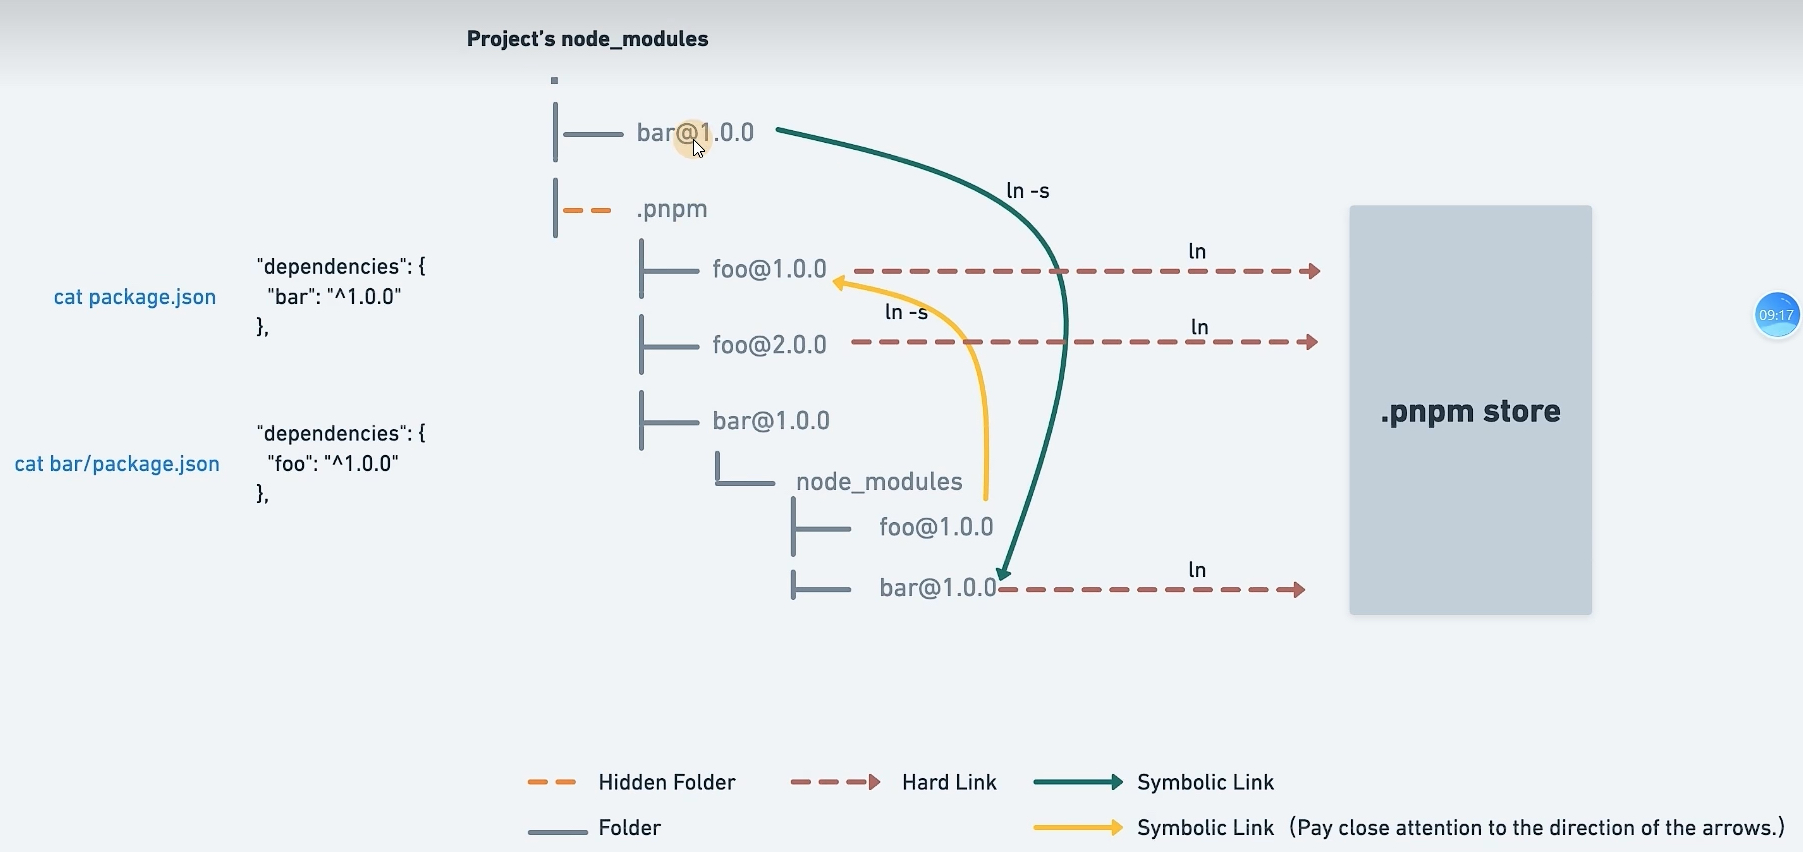 Project's node_modules
bar@1.0.0
ln -s
.pnpm
foo@1.0.0
ln
ln -s
foo@2.0.0
ln
bar@1.0.0
node_modules
foo@1.0.0
bar@1.0.0
ln
cat package.json
"dependencies": {
"bar": "^1.0.0"
},
cat bar/package.json
"dependencies": {
"foo": "^1.0.0"
},
.pnpm store
09:17
Hidden Folder
Hard Link
Symbolic Link
Folder
Symbolic Link (Pay close attention to the direction of the arrows.)